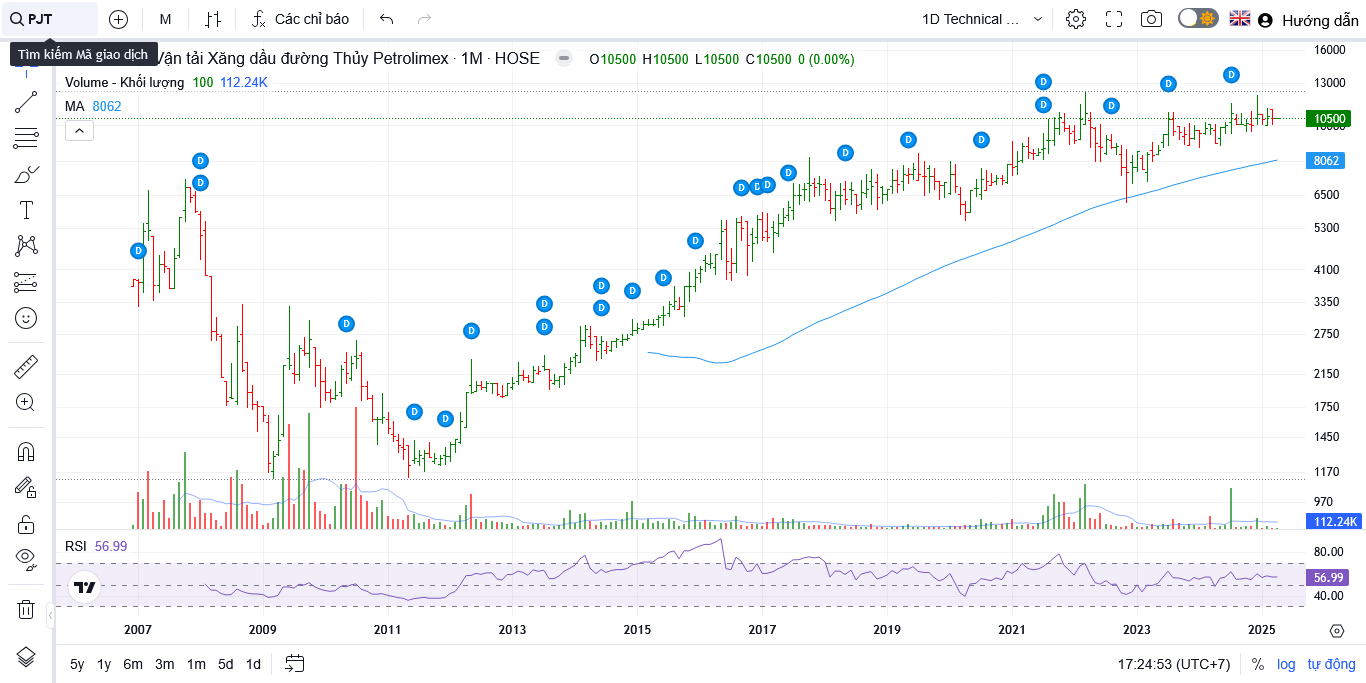 PJT
M
Các chỉ báo
1D Technical ...
Hướng dẫn
Tìm kiếm Mã giao dịch
Vận tải Xăng dầu đường Thủy Petrolimex · 1M · HOSE
O10500 H10500 L10500 C10500 0 (0.00%)
Volume - Khối lượng 100 112.24K
MA 8062
16000
13000
10500
10000
8062
6500
5300
4100
3350
2750
2150
1750
1450
1170
970
112.24K
D D D D D D D D D D D D D D D D D D D D D D D D D D D
RSI 56.99
80.00
56.99
40.00
2007 2009 2011 2013 2015 2017 2019 2021 2023 2025
5y 1y 6m 3m 1m 5d 1d
17:24:53 (UTC+7) % log tự động